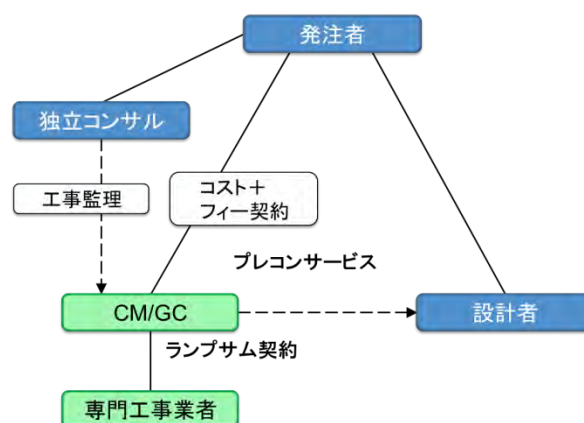 発注者
独立コンサル
工事監理
コスト＋
フィー契約
プレコンサービス
CM/GC
設計者
ランプサム契約
専門工事業者